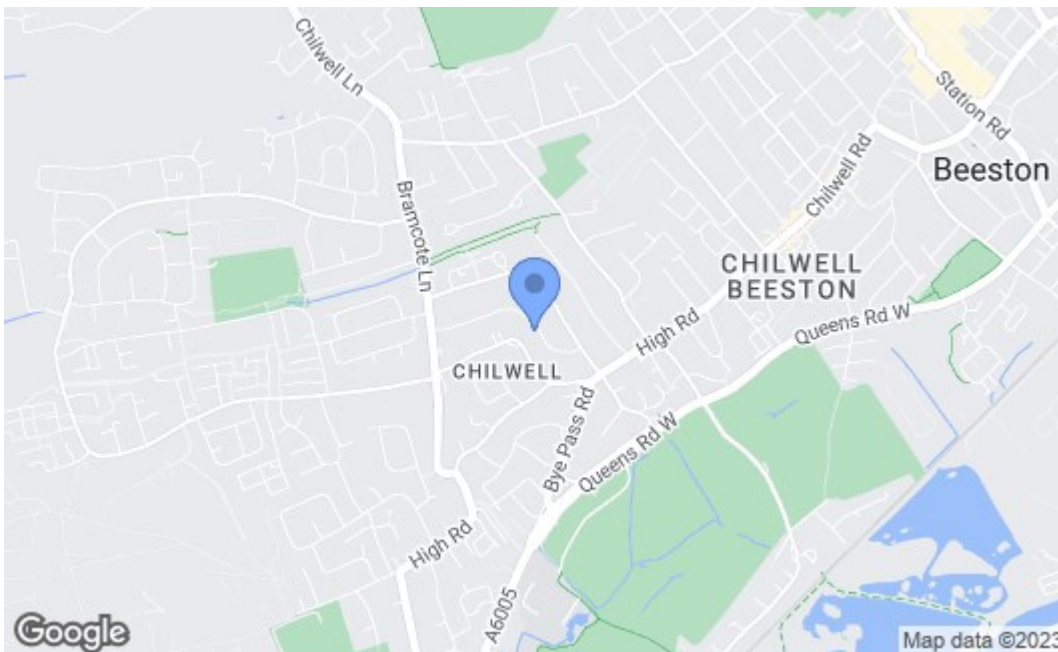 Chilwell Ln
Station Rd
Chilwell Rd
Beeston
Bramcote Ln
CHILWELL
BEESTON
Queens Rd W
High Rd
CHILWELL
Bye Pass Rd
Queens Rd W
High Rd
A6005
Google
Map data ©2023